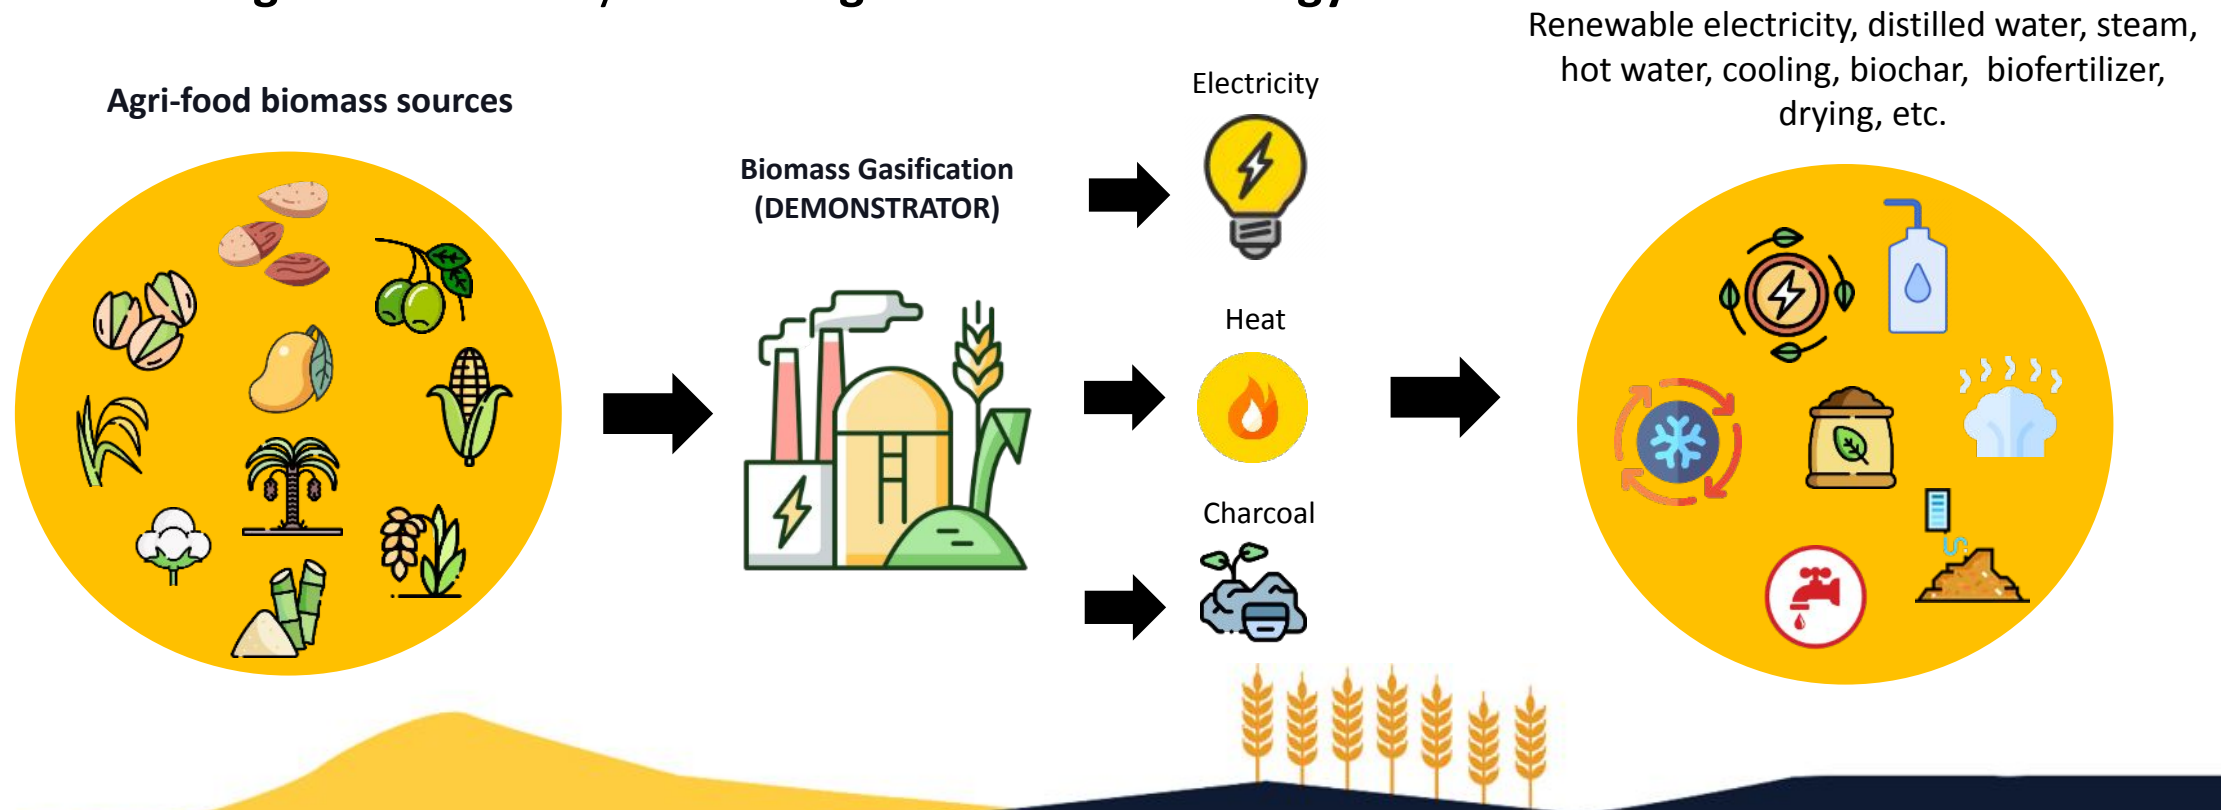 Agri-food biomass sources
Biomass Gasification
(DEMONSTRATOR)
Electricity
Heat
Charcoal
Renewable electricity, distilled water, steam,
hot water, cooling, biochar, biofertilizer,
drying, etc.